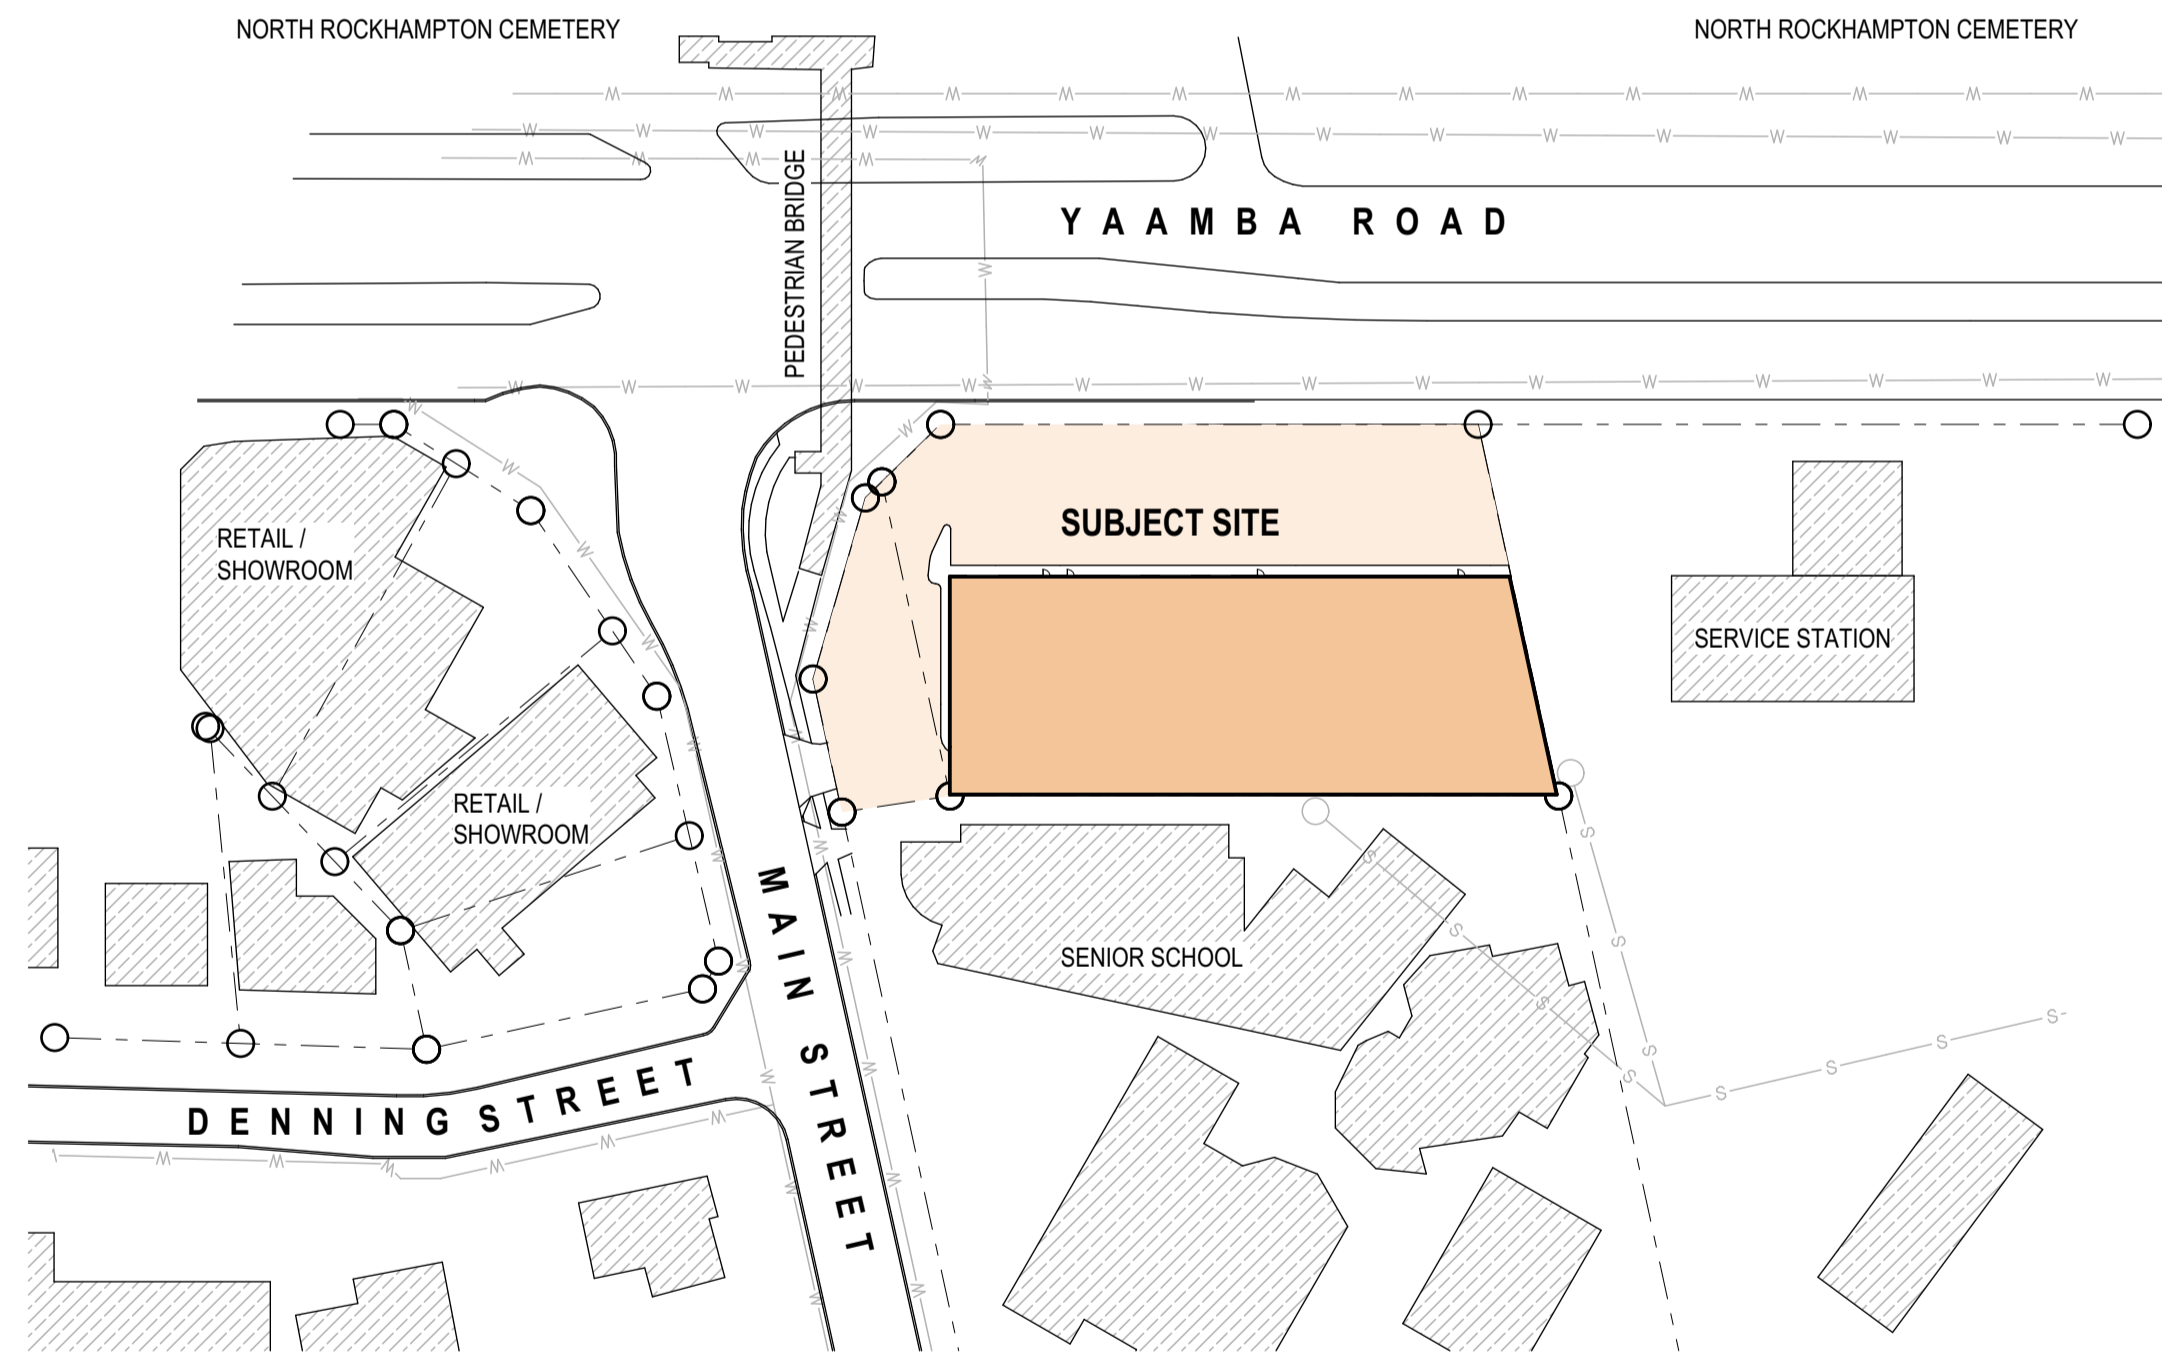 NORTH ROCKHAMPTON CEMETERY
NORTH ROCKHAMPTON CEMETERY
PEDESTRIAN BRIDGE
YAAMBA ROAD
SUBJECT SITE
RETAIL /
SHOWROOM
SERVICE STATION
RETAIL /
SHOWROOM
MAIN STREET
SENIOR SCHOOL
DENNING STREET